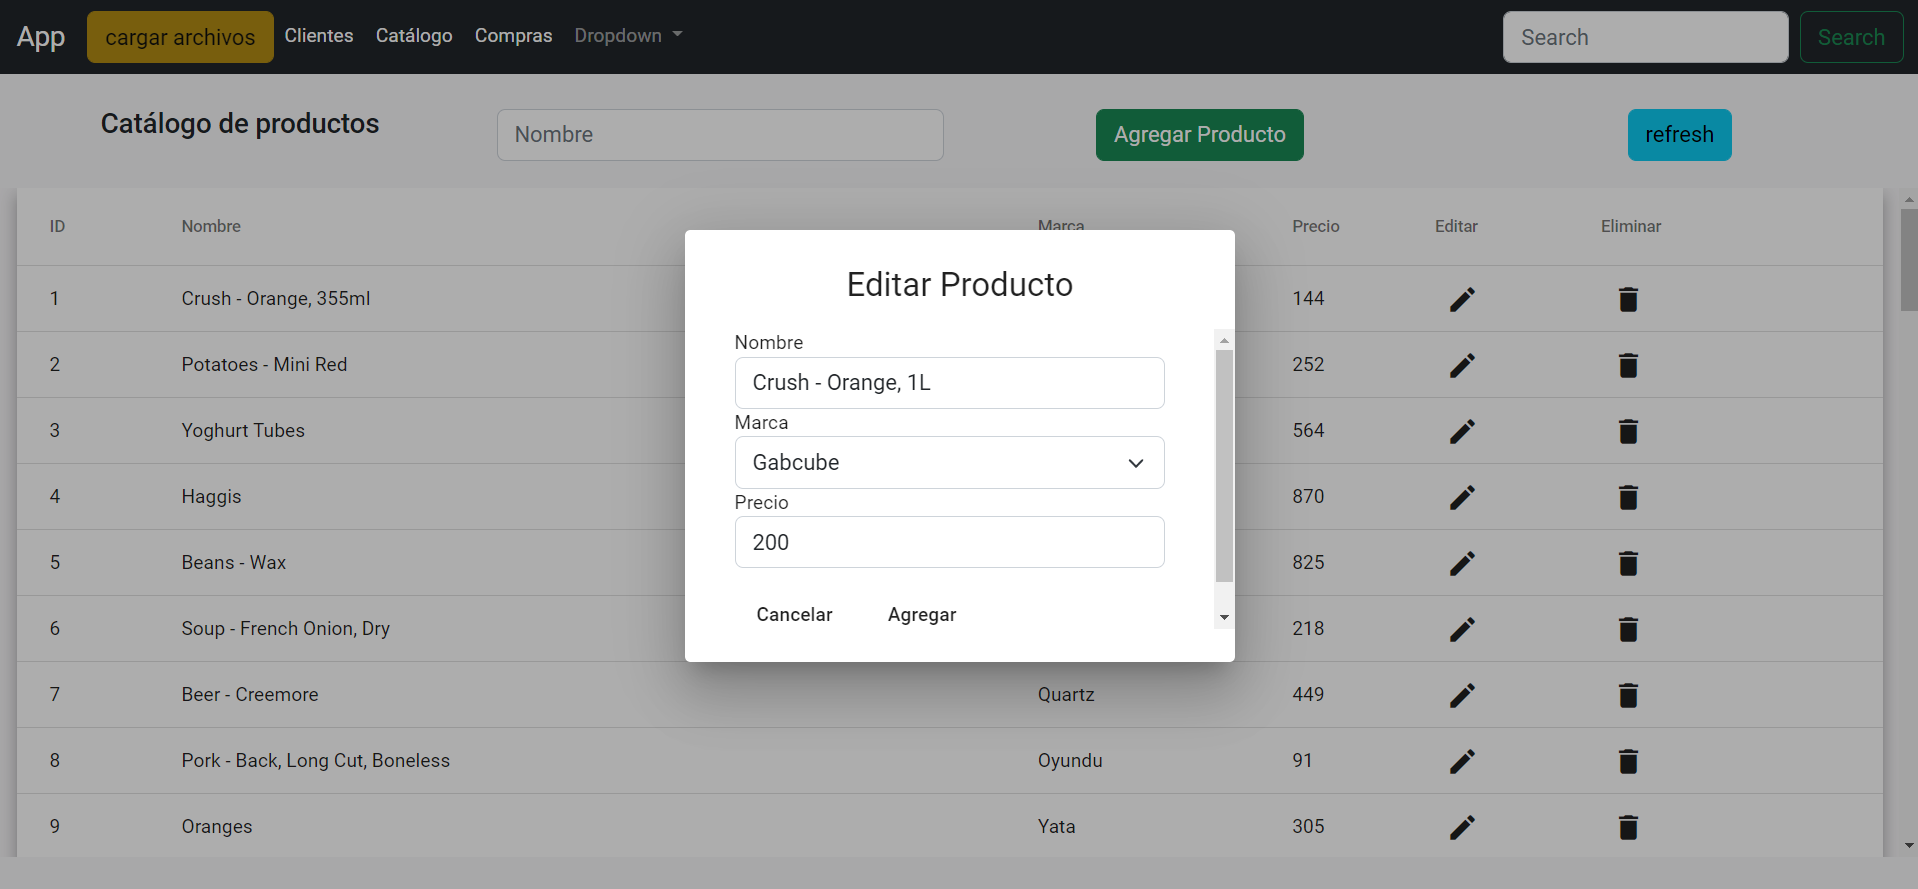 App cargar archivos Clientes Catálogo Compras Dropdown Search Search
Catálogo de productos Nombre Agregar Producto refresh
ID Nombre Marca Precio Editar Eliminar
1 Crush - Orange, 355ml 144
2 Potatoes - Mini Red 252
3 Yoghurt Tubes 564
4 Haggis 870
5 Beans - Wax 825
6 Soup - French Onion, Dry 218
7 Beer - Creemore Quartz 449
8 Pork - Back, Long Cut, Boneless Oyundu 91
9 Oranges Yata 305
Editar Producto
Nombre
Crush - Orange, 1L
Marca
Gabcube
Precio
200
Cancelar Agregar